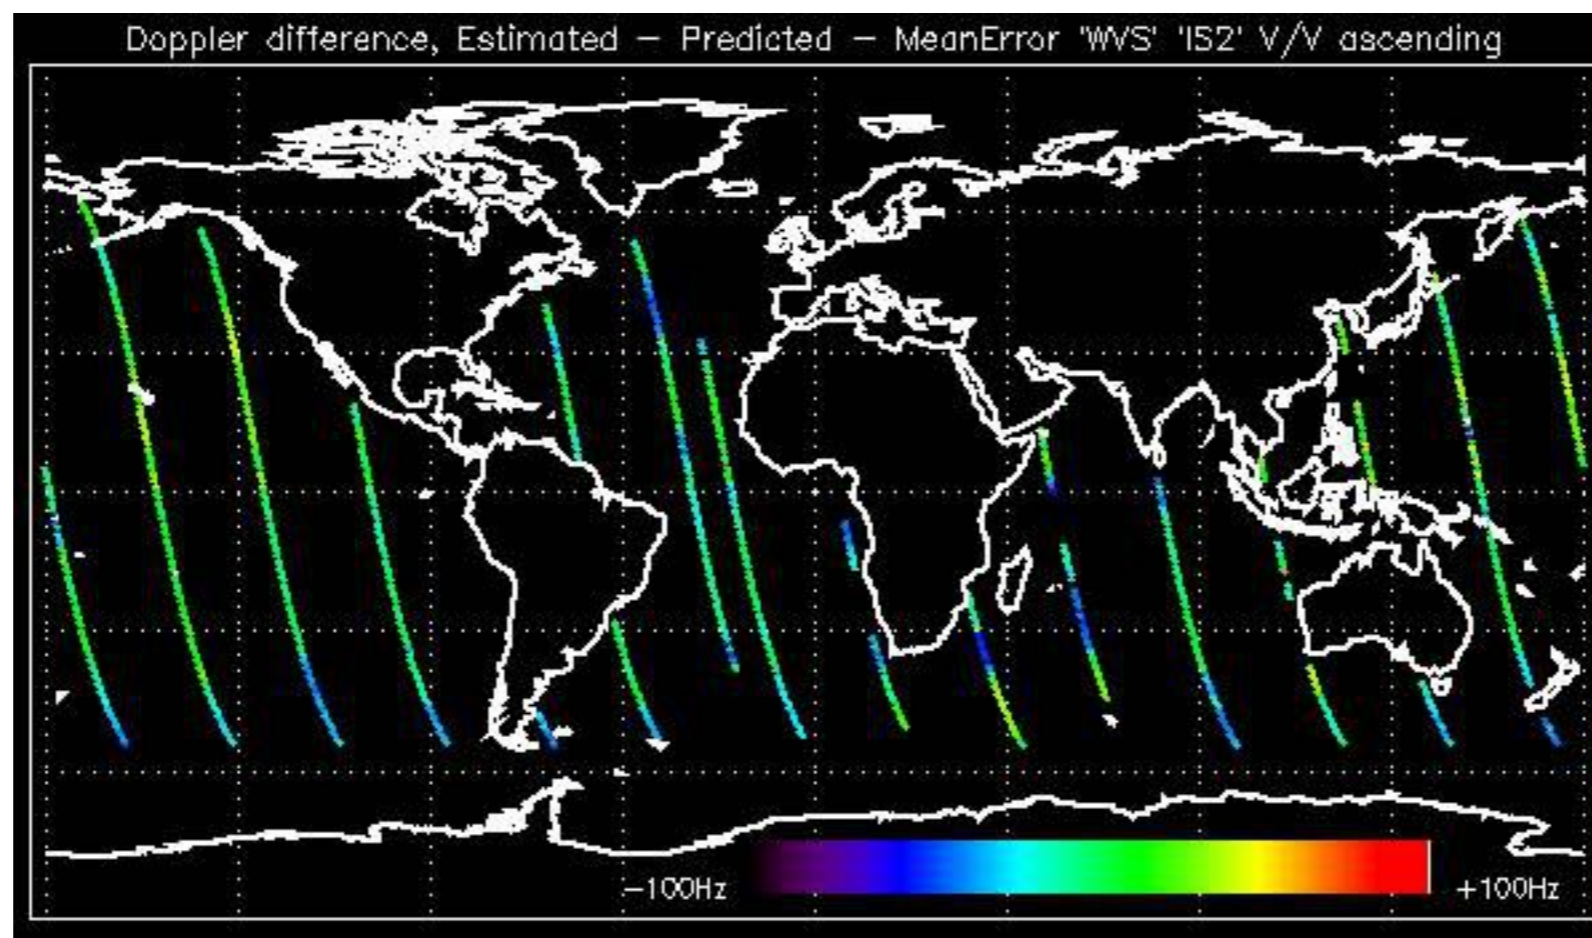 Doppler difference, Estimated – Predicted – MeanError 'WVS' 'IS2' V/V ascending
–100Hz
+100Hz